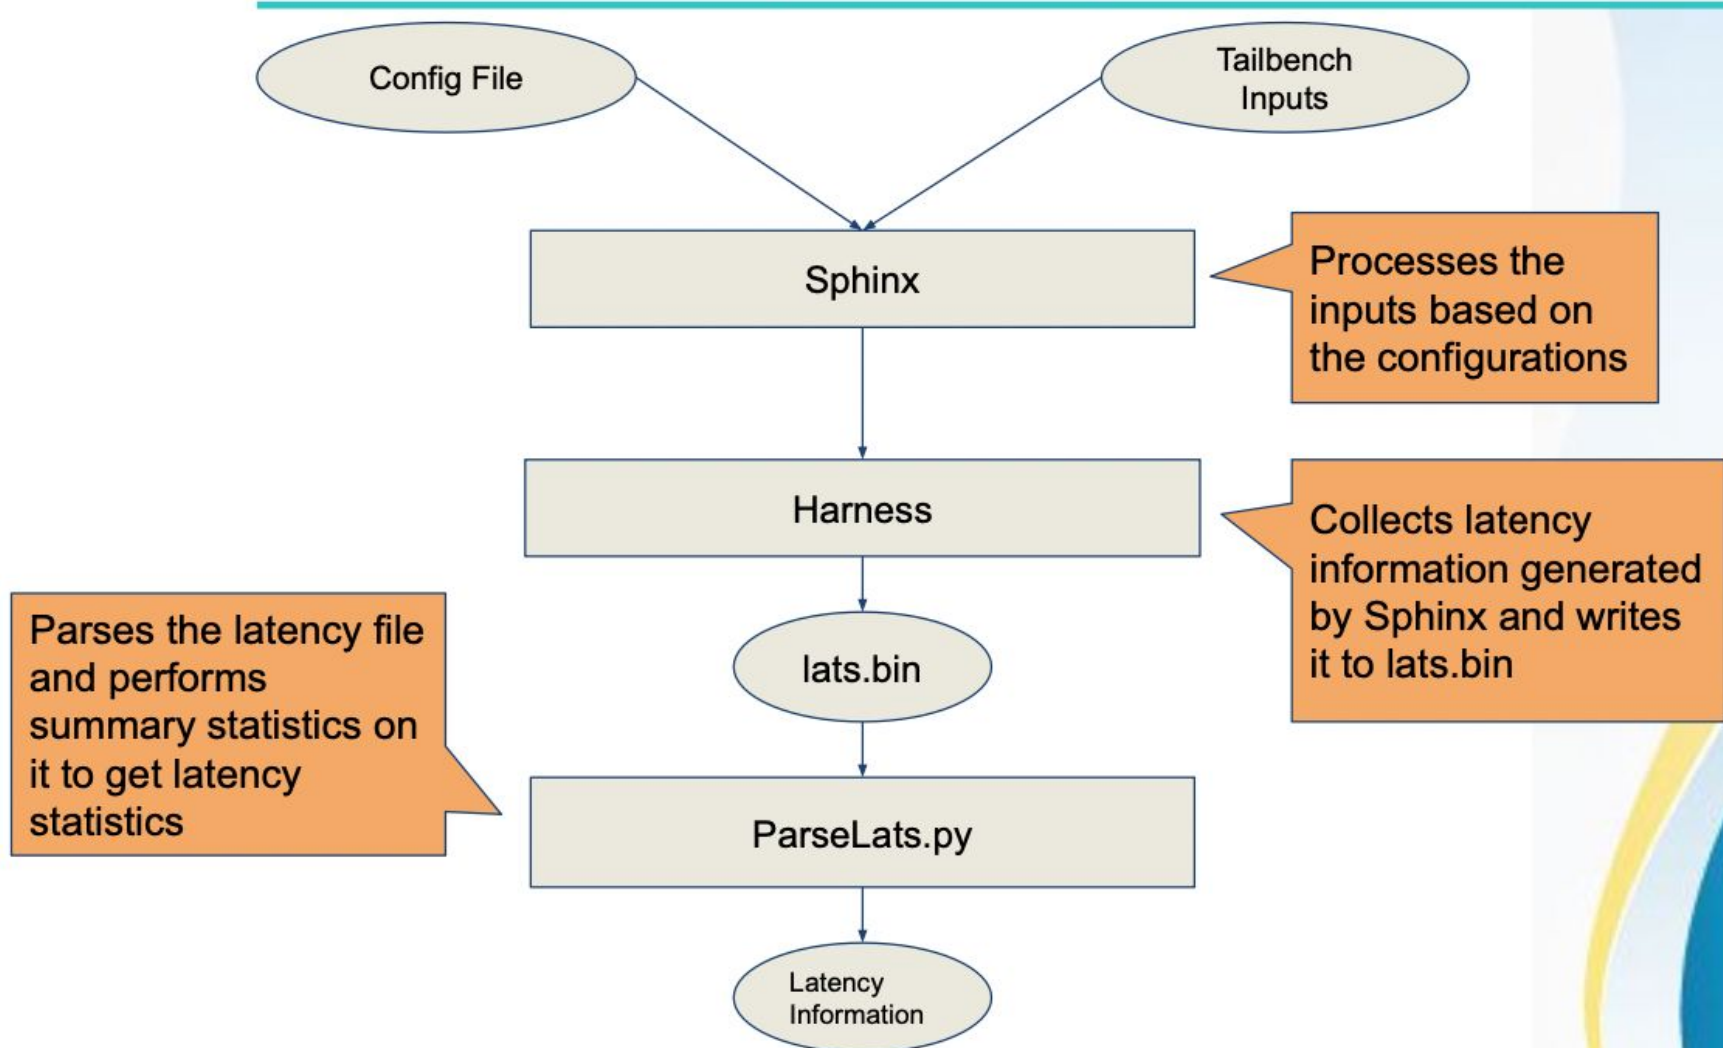 Config File
Tailbench
Inputs
Sphinx
Processes the
inputs based on
the configurations
Harness
Collects latency
information generated
by Sphinx and writes
it to lats.bin
Parses the latency file
and performs
summary statistics on
it to get latency
statistics
lats.bin
ParseLats.py
Latency
Information